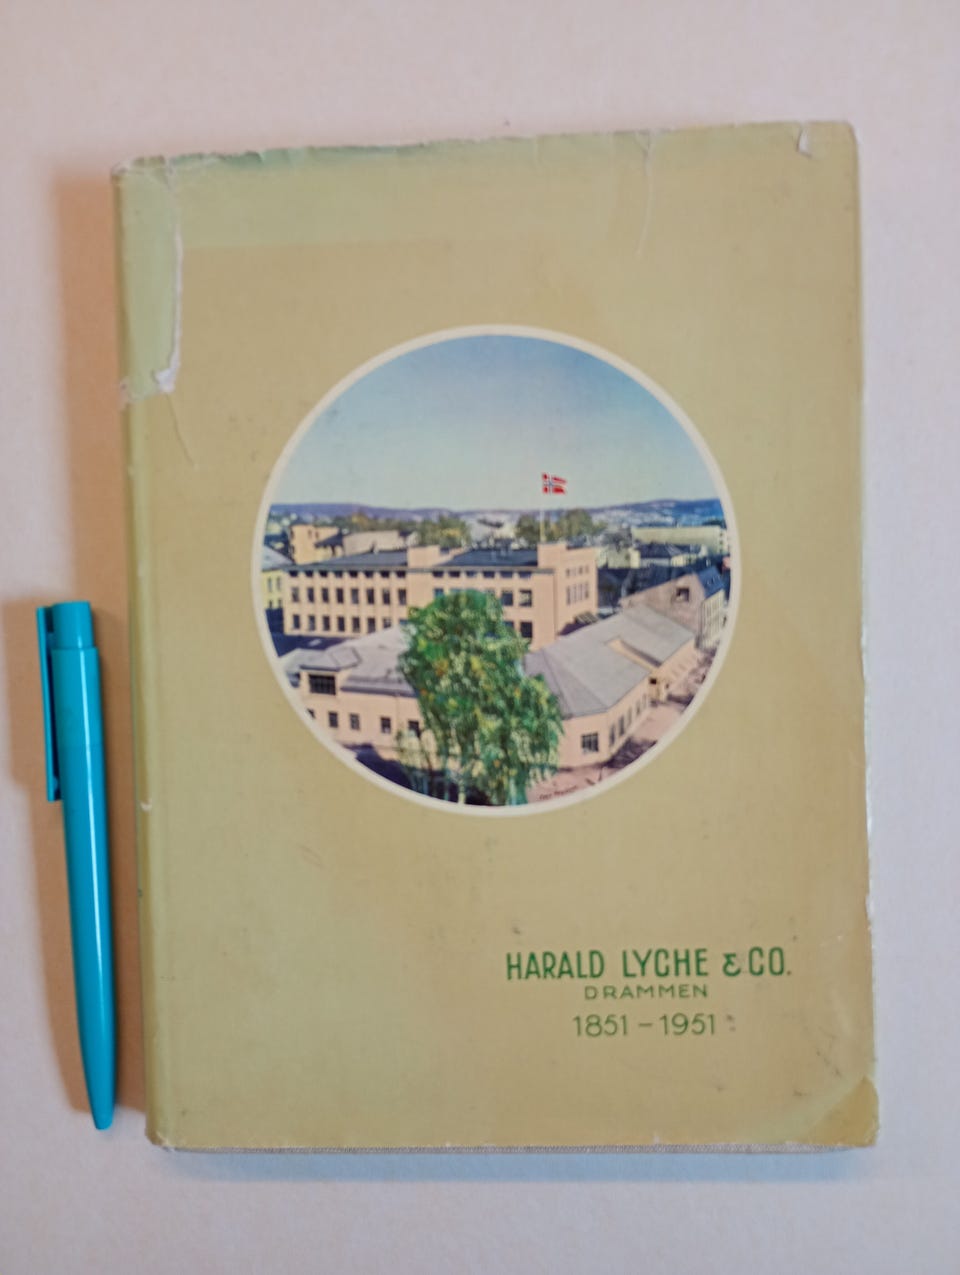 HARALD LYCHE & CO.
DRAMMEN
1851 – 1951